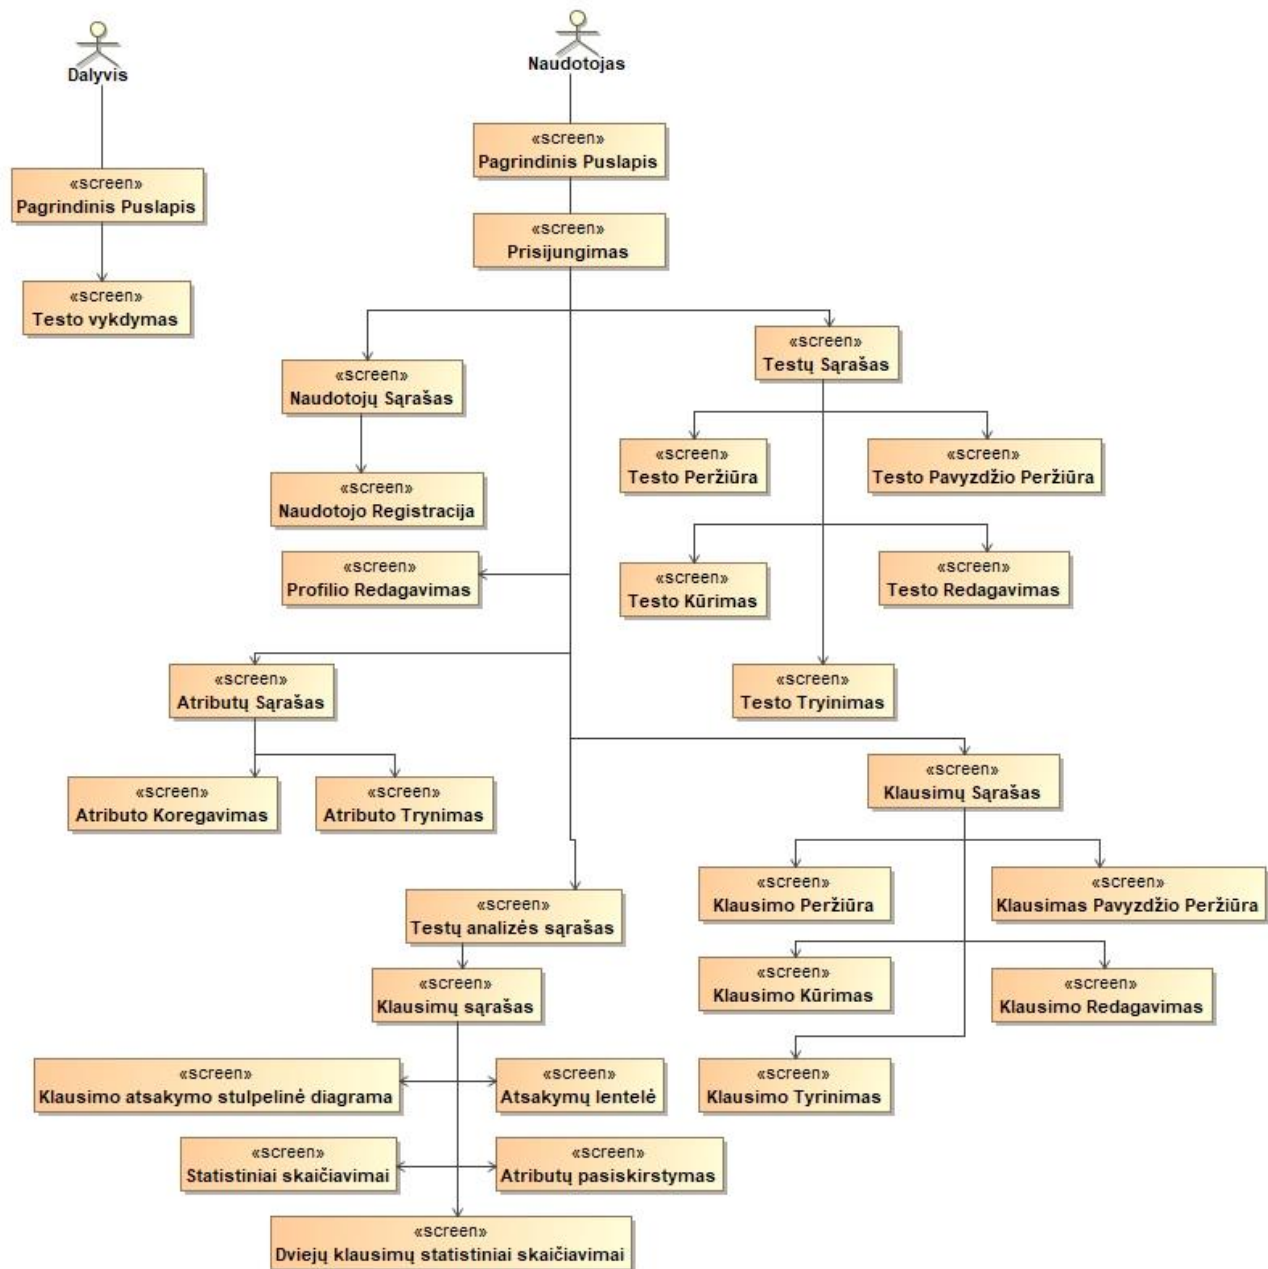 Dalyvis
Naudotojas
«screen»
Pagrindinis Puslapis
«screen»
Pagrindinis Puslapis
«screen»
Prisijungimas
«screen»
Testo vykdymas
«screen»
Testų Sąrašas
«screen»
Naudotojų Sąrašas
«screen»
Testo Peržiūra
«screen»
Testo Pavyzdžio Peržiūra
«screen»
Naudotojo Registracija
«screen»
Profilio Redagavimas
«screen»
Testo Kūrimas
«screen»
Testo Redagavimas
«screen»
Atributų Sąrašas
«screen»
Testo Tryinimas
«screen»
Klausimų Sąrašas
«screen»
Atributo Koregavimas
«screen»
Atributo Trynimas
«screen»
Klausimo Peržiūra
«screen»
Klausimas Pavyzdžio Peržiūra
«screen»
Testų analizės sąrašas
«screen»
Klausimų sąrašas
«screen»
Klausimo Kūrimas
«screen»
Klausimo Redagavimas
«screen»
Klausimo atsakymo stulpelinė diagrama
«screen»
Atsakymų lentelė
«screen»
Klausimo Tyrinimas
«screen»
Statistiniai skaičiavimai
«screen»
Atributų pasiskirstymas
«screen»
Dviejų klausimų statistiniai skaičiavimai